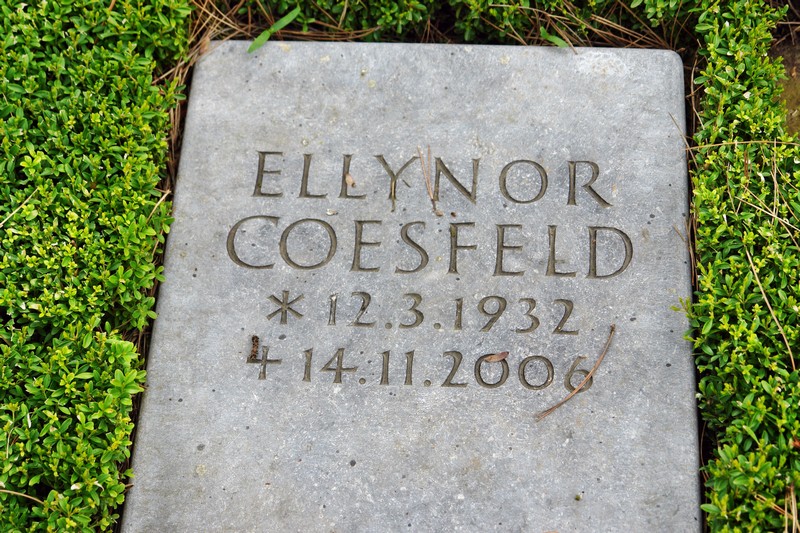 ELLYNOR
COESFELD
* 12.3.1932
✝ 14.11.2006